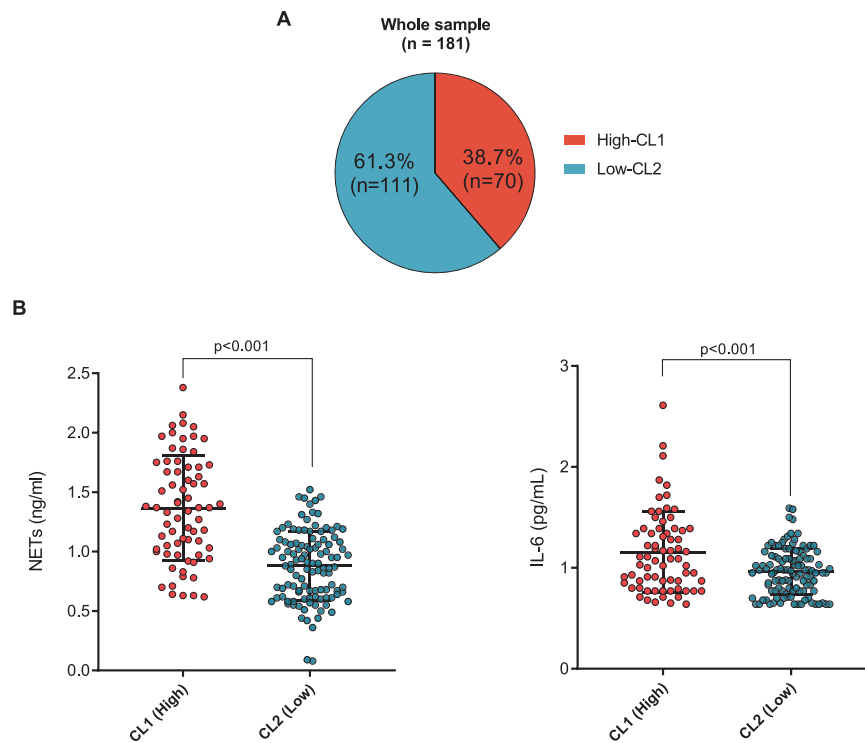 A
Whole sample
(n = 181)
61.3%
(n=111)
38.7%
(n=70)
High-CL1
Low-CL2
B
p<0.001
NETs (ng/ml)
2.5
2.0
1.5
1.0
0.5
0.0
CL1 (High)
CL2 (Low)
p<0.001
IL-6 (pg/mL)
3
2
1
0
CL1 (High)
CL2 (Low)